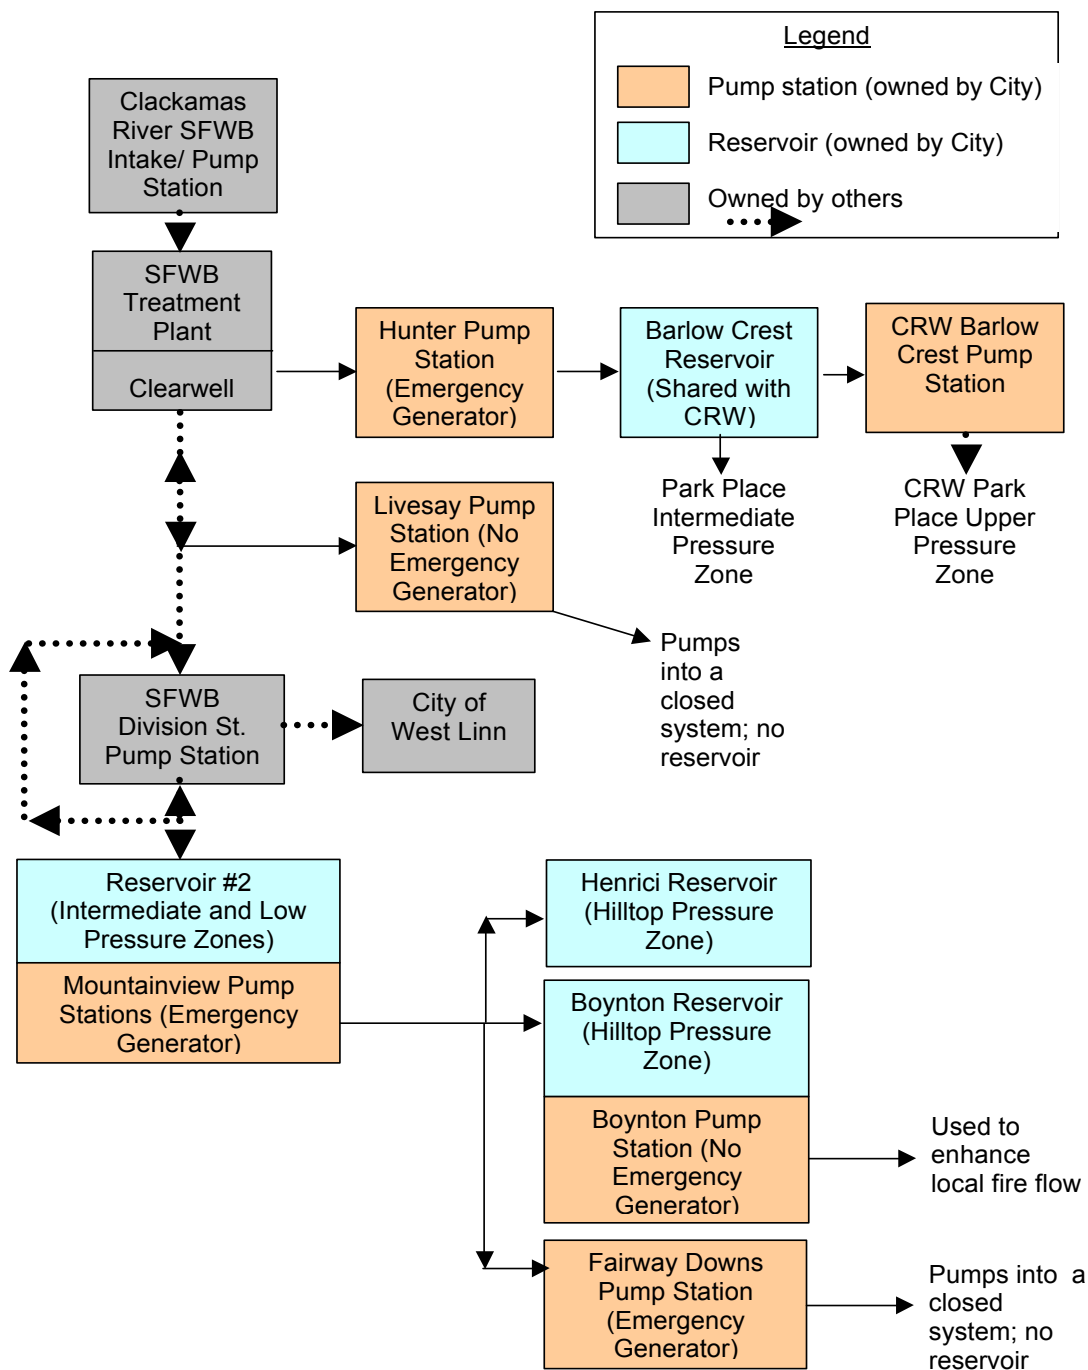 Legend
Pump station (owned by City)
Reservoir (owned by City)
Owned by others
Clackamas
River SFWB
Intake/ Pump
Station
SFWB
Treatment
Plant
Clearwell
Hunter Pump
Station
(Emergency
Generator)
Barlow Crest
Reservoir
(Shared with
CRW)
CRW Barlow
Crest Pump
Station
Livesay Pump
Station (No
Emergency
Generator)
Park Place
Intermediate
Pressure
Zone
CRW Park
Place Upper
Pressure
Zone
Pumps
into a
closed
system; no
reservoir
SFWB
Division St.
Pump Station
City of
West Linn
Reservoir #2
(Intermediate and Low
Pressure Zones)
Mountainview Pump
Stations (Emergency
Generator)
Henrici Reservoir
(Hilltop Pressure
Zone)
Boynton Reservoir
(Hilltop Pressure
Zone)
Boynton Pump
Station (No
Emergency
Generator)
Used to
enhance
local fire flow
Fairway Downs
Pump Station
(Emergency
Generator)
Pumps into a
closed
system; no
reservoir